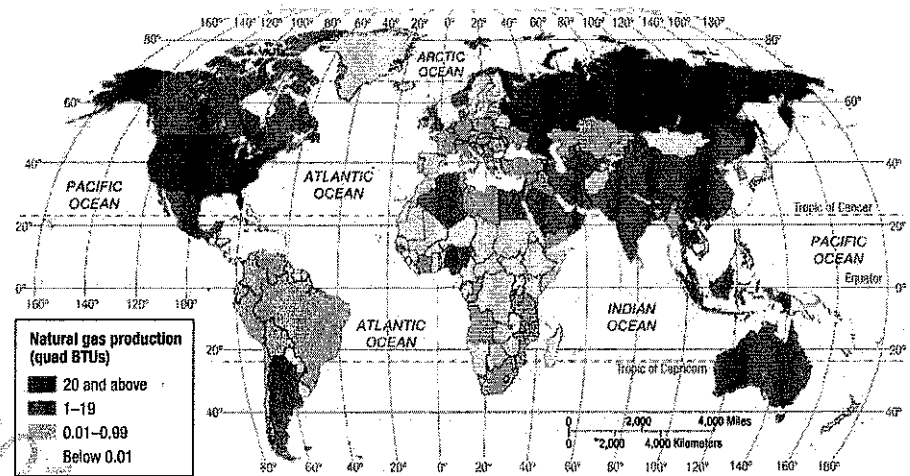 160° 140° 120° 100° 80° 60° 40° 20° 0° 20° 40° 60° 80° 100° 120° 140° 160° 180°
80° 80°
ARCTIC
OCEAN
60° 60°
40° 40°
PACIFIC
OCEAN
ATLANTIC
OCEAN
Tropic of Cancer
20° 20°
PACIFIC
OCEAN
Equator
0° 0°
160° 140° 120° 100° 160° 180°
ATLANTIC
OCEAN
INDIAN
OCEAN
20° 20°
Tropic of Capricorn
40° 40°
Natural gas production
(quad BTUs)
20 and above
1–19
0.01–0.99
Below 0.01
0 2,000 4,000 Miles
0 2,000 4,000 Kilometers
80° 60° 40° 20° 0° 20° 40° 60° 80° 100° 120° 140° 160°